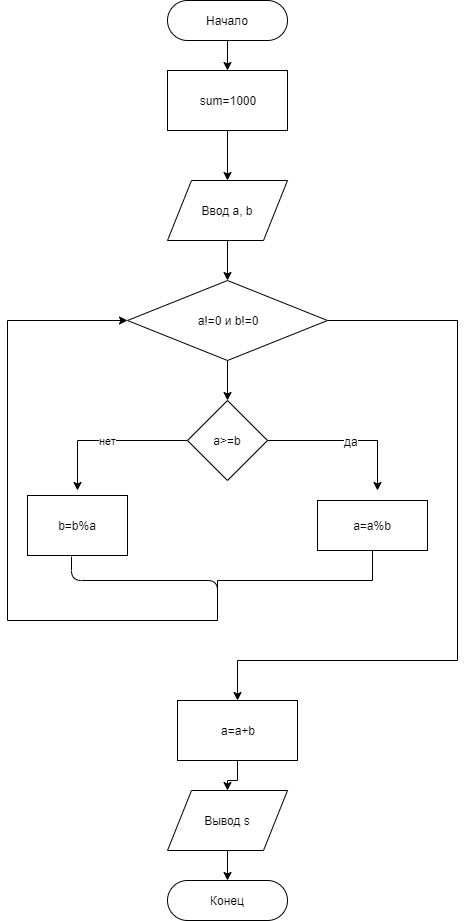 Начало
sum=1000
Ввод a, b
a!=0 и b!=0
a>=b
нет
да
b=b%a
a=a%b
a=a+b
Вывод s
Конец